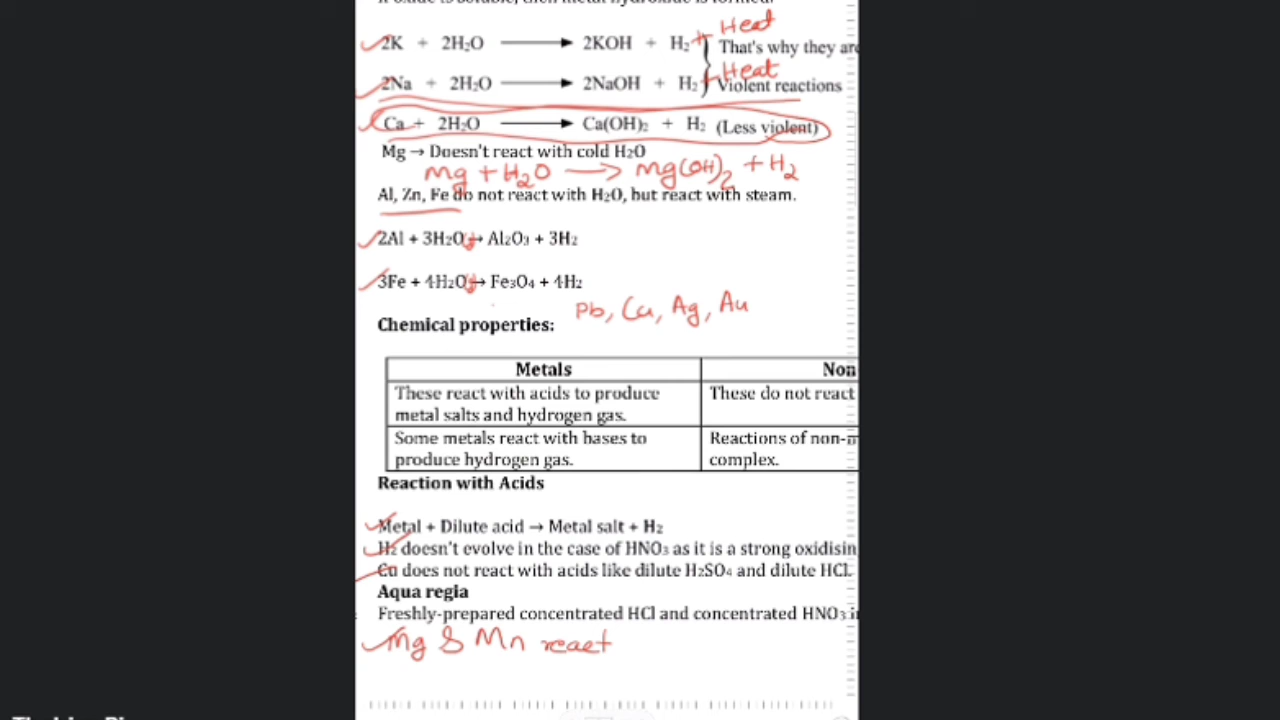 2K + 2H₂O → 2KOH + H₂ + Heat
That's why they are
2Na + 2H₂O → 2NaOH + H₂ + Heat
Violent reactions
Ca + 2H₂O → Ca(OH)₂ + H₂ (Less violent)
Mg → Doesn't react with cold H₂O
Mg + H₂O → Mg(OH)₂ + H₂
Al, Zn, Fe do not react with H₂O, but react with steam.
2Al + 3H₂O → Al₂O₃ + 3H₂
3Fe + 4H₂O → Fe₃O₄ + 4H₂
Pb, Cu, Ag, Au
Chemical properties:
Metals
Non
These react with acids to produce
metal salts and hydrogen gas.
These do not react
Some metals react with bases to
produce hydrogen gas.
Reactions of non-
complex.
Reaction with Acids
Metal + Dilute acid → Metal salt + H₂
H₂ doesn't evolve in the case of HNO₃ as it is a strong oxidisin
Cu does not react with acids like dilute H₂SO₄ and dilute HCl.
Aqua regia
Freshly-prepared concentrated HCl and concentrated HNO₃ i
Mg & Mn react